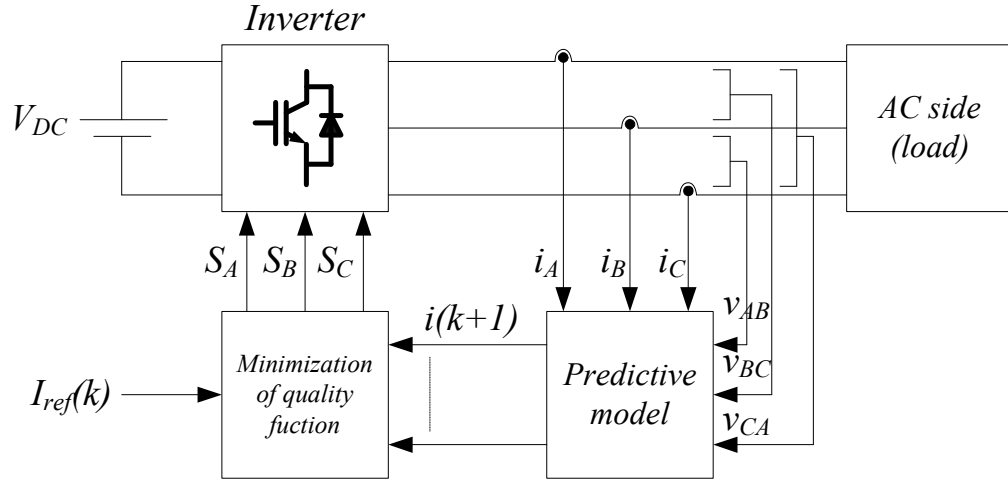 Inverter
V_DC
AC side
(load)
S_A S_B S_C
i_A i_B i_C
v_AB
v_BC
v_CA
i(k+1)
I_ref(k)
Minimization
of quality
fuction
Predictive
model